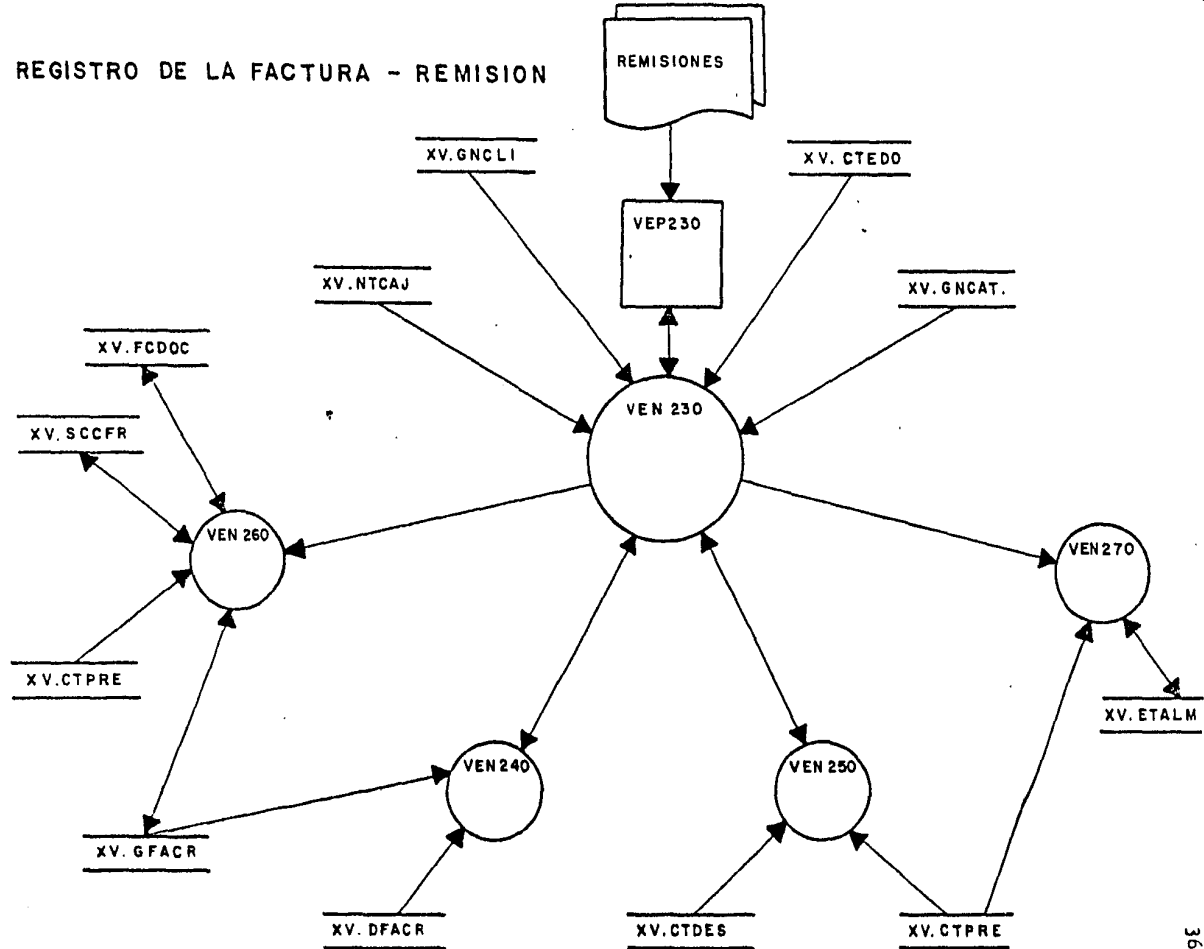 REGISTRO DE LA FACTURA - REMISION
REMISIONES
XV.GNCLI
XV. CTEDO
VEP230
XV.NTCAJ
XV.GNCAT.
XV.FCDOC
VEN 230
XV.SCCFR
VEN 260
VEN270
XV.CTPRE
XV.ETALM
VEN240
VEN250
XV.GFACR
XV.DFACR
XV.CTDES
XV.CTPRE
36